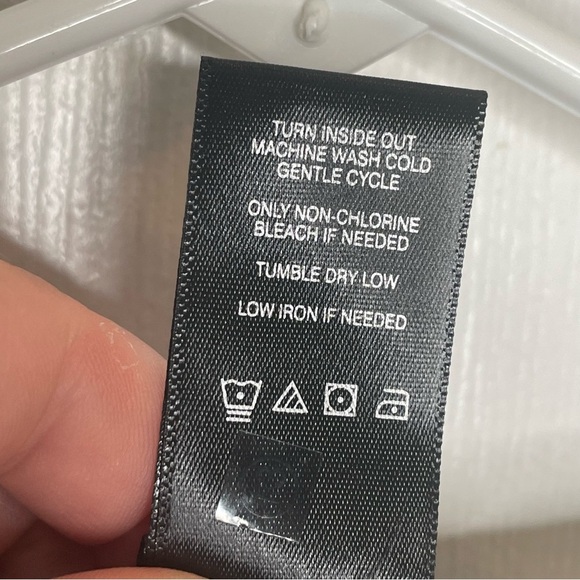 TURN INSIDE OUT
MACHINE WASH COLD
GENTLE CYCLE
ONLY NON-CHLORINE
BLEACH IF NEEDED
TUMBLE DRY LOW
LOW IRON IF NEEDED